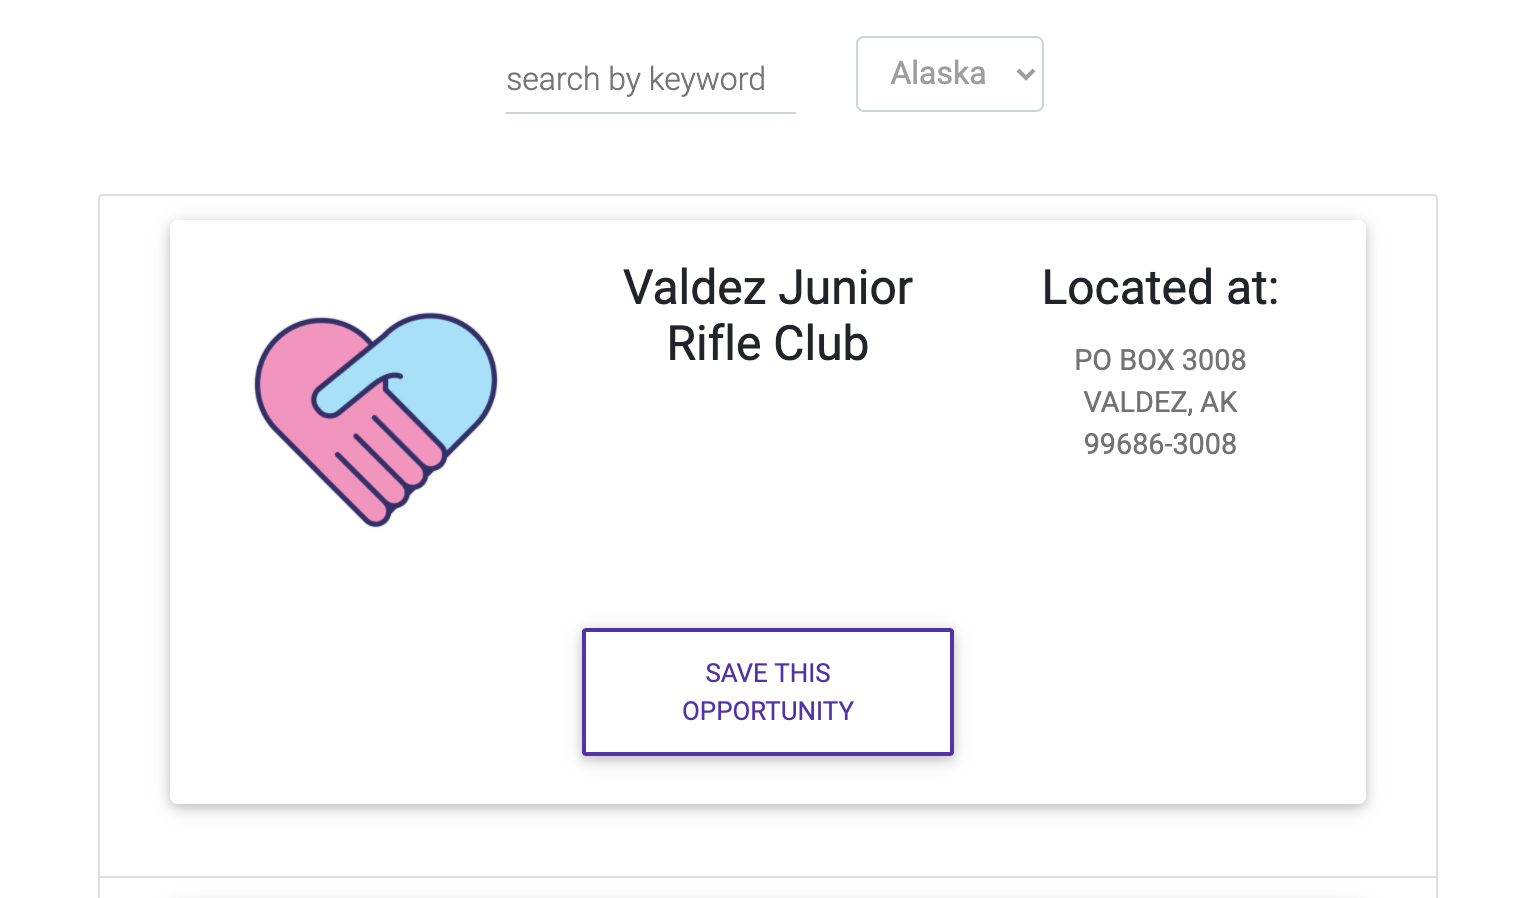 search by keyword
Alaska
Valdez Junior
Rifle Club
Located at:
PO BOX 3008
VALDEZ, AK
99686-3008
SAVE THIS
OPPORTUNITY